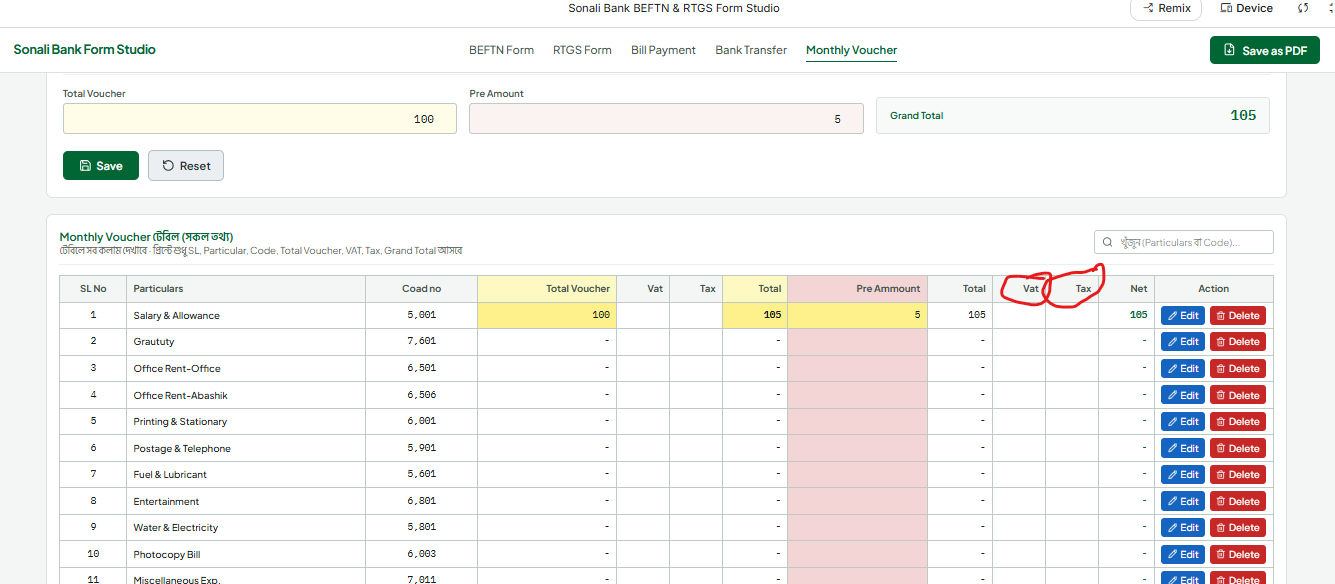 Sonali Bank BEFTN & RTGS Form Studio
Remix
Device
Sonali Bank Form Studio
BEFTN Form RTGS Form Bill Payment Bank Transfer Monthly Voucher
Save as PDF
Total Voucher
100
Pre Amount
5
Grand Total 105
Save Reset
Monthly Voucher টেবিল (সকল তথ্য)
টেবিলে সব কলাম দেখাবে · প্রিন্টে শুধু SL, Particular, Code, Total Voucher, VAT, Tax, Grand Total আসবে
খুঁজুন (Particulars বা Code)...
SL No Particulars Coad no Total Voucher Vat Tax Total Pre Ammount Total Vat Tax Net Action
1 Salary & Allowance 5,001 100 105 5 105 105 Edit Delete
2 Graututy 7,601 - - - - Edit Delete
3 Office Rent-Office 6,501 - - - - Edit Delete
4 Office Rent-Abashik 6,506 - - - - Edit Delete
5 Printing & Stationary 6,001 - - - - Edit Delete
6 Postage & Telephone 5,901 - - - - Edit Delete
7 Fuel & Lubricant 5,601 - - - - Edit Delete
8 Entertainment 6,801 - - - - Edit Delete
9 Water & Electricity 5,801 - - - - Edit Delete
10 Photocopy Bill 6,003 - - - - Edit Delete
11 Miscellaneous Exp. 7,011 - - - - Edit Delete